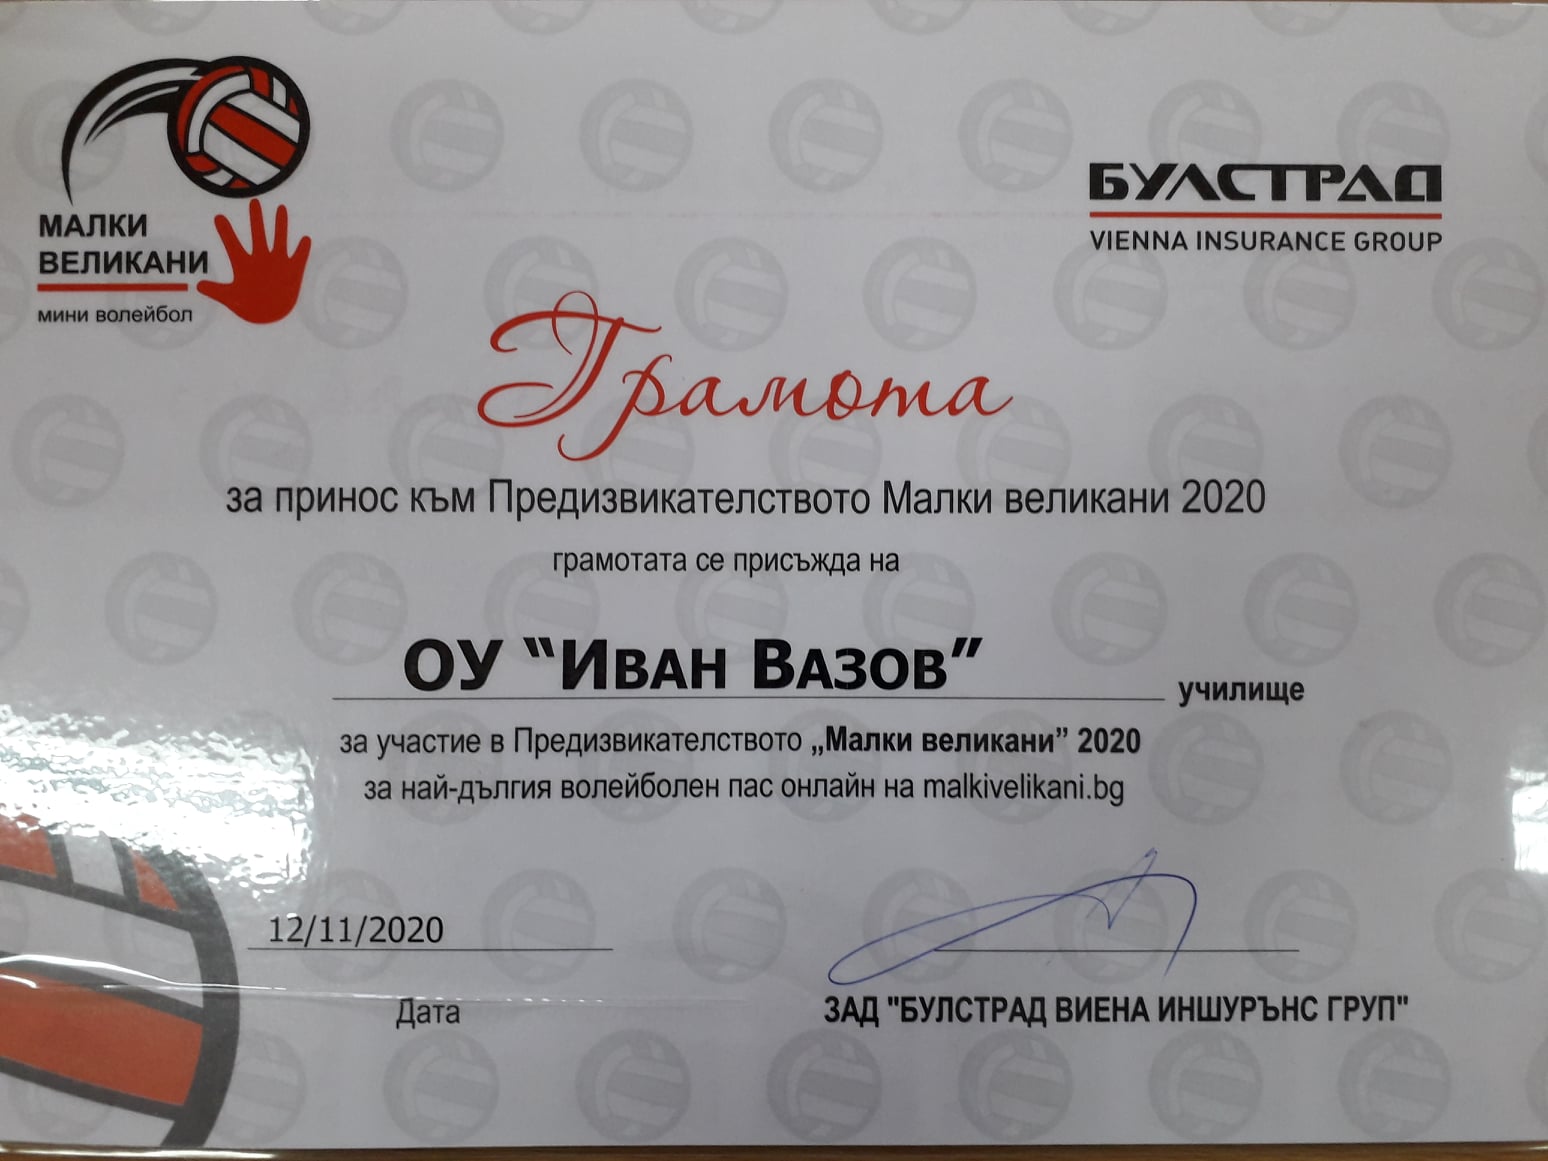 МАЛКИ
ВЕЛИКАНИ
мини волейбол
БУЛСТРАД
VIENNA INSURANCE GROUP
Грамота
за принос към Предизвикателството Малки великани 2020
грамотата се присъжда на
ОУ “Иван Вазов” училище
за участие в Предизвикателството „Малки великани” 2020
за най-дългия волейболен пас онлайн на malkivelikani.bg
12/11/2020
Дата
ЗАД "БУЛСТРАД ВИЕНА ИНШУРЪНС ГРУП"